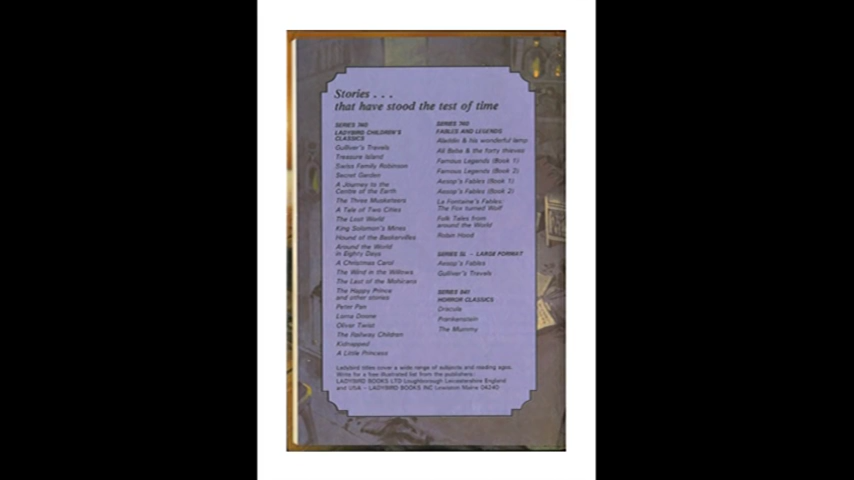 Stories . . .
that have stood the test of time
SERIES 740
LADYBIRD CHILDREN'S
CLASSICS
Gulliver's Travels
Treasure Island
Swiss Family Robinson
Secret Garden
A Journey to the
Centre of the Earth
The Three Musketeers
A Tale of Two Cities
The Lost World
King Solomon's Mines
Hound of the Baskervilles
Around the World
in Eighty Days
A Christmas Carol
The Wind in the Willows
The Last of the Mohicans
The Happy Prince
and other stories
Peter Pan
Lorna Doone
Oliver Twist
The Railway Children
Kidnapped
A Little Princess
SERIES 740
FABLES AND LEGENDS
Aladdin & his wonderful lamp
Ali Baba & the forty thieves
Famous Legends (Book 1)
Famous Legends (Book 2)
Aesop's Fables (Book 1)
Aesop's Fables (Book 2)
La Fontaine's Fables:
The Fox turned Wolf
Folk Tales from
around the World
Robin Hood
SERIES SL - LARGE FORMAT
Aesop's Fables
Gulliver's Travels
SERIES 841
HORROR CLASSICS
Dracula
Frankenstein
The Mummy
Ladybird titles cover a wide range of subjects and reading ages.
Write for a free illustrated list from the publishers:
LADYBIRD BOOKS LTD Loughborough Leicestershire England
and USA - LADYBIRD BOOKS INC Lewiston Maine 04240